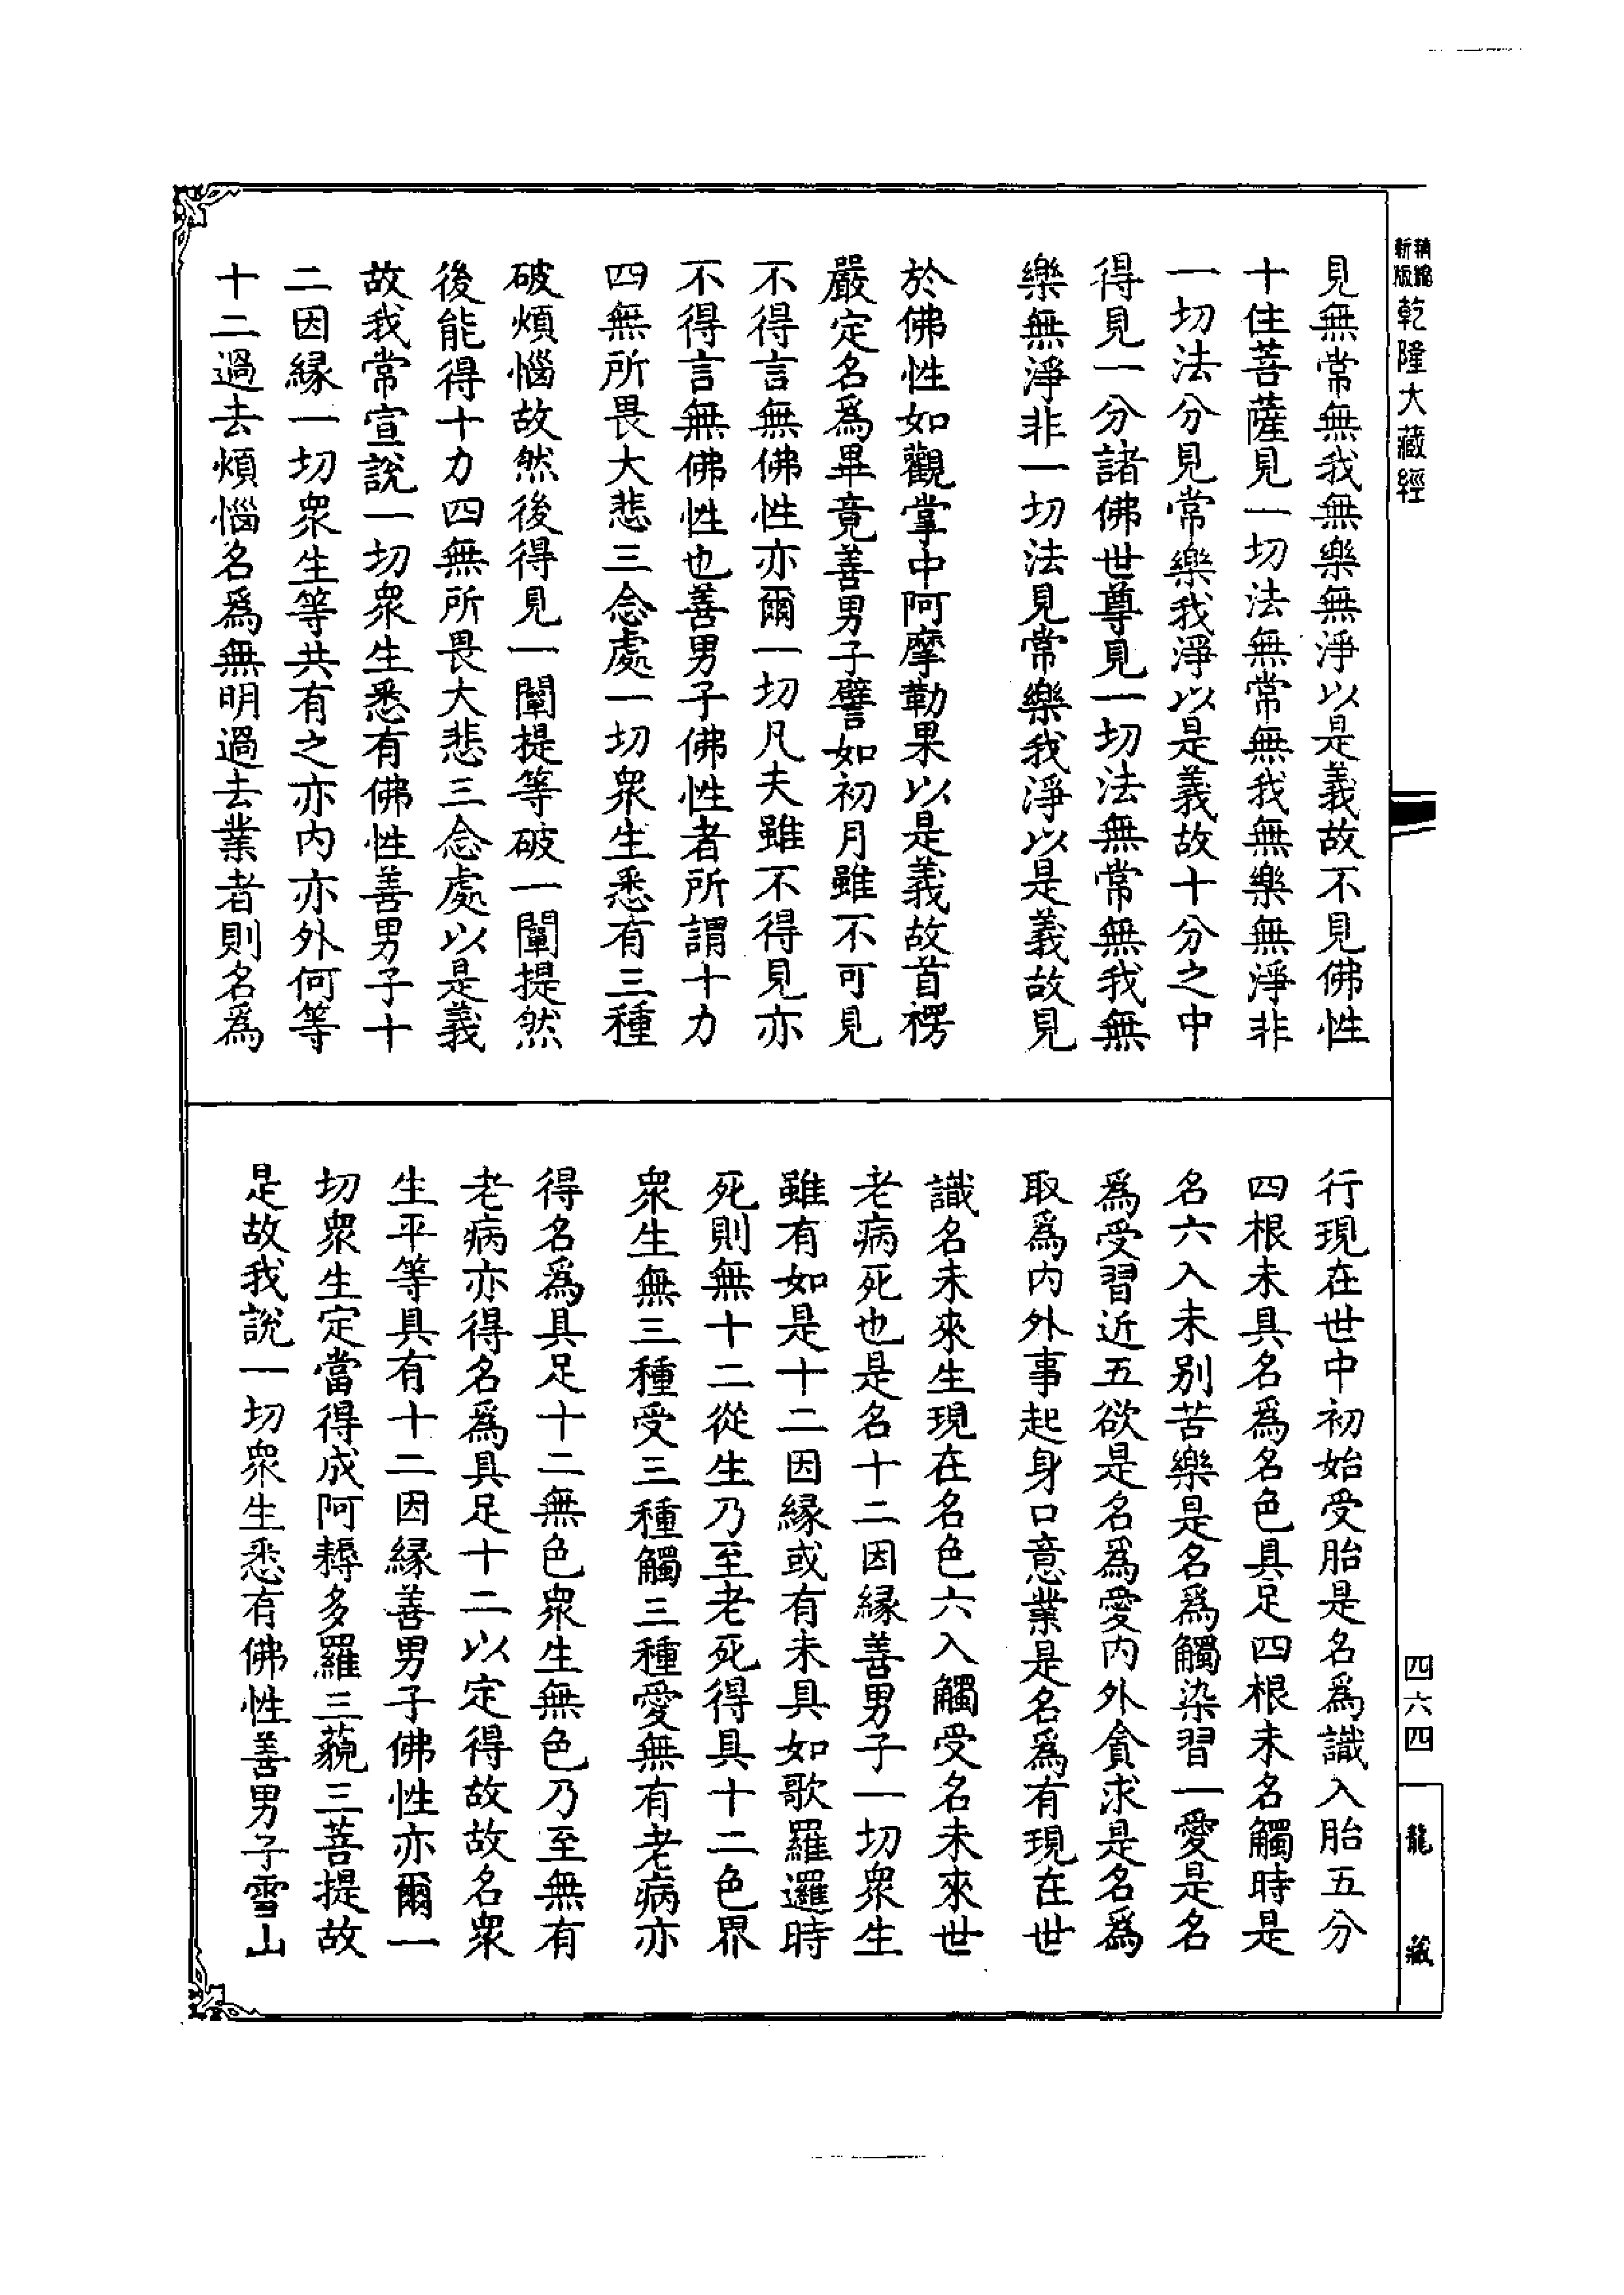 新版精縮乾隆大藏經
見無常無我無樂無淨以是義故不見佛性
十住菩薩見一切法無常無我無樂無淨非
一切法分見常樂我淨以是義故十分之中
得見一分諸佛世尊見一切法無常無我無
樂無淨非一切法見常樂我淨以是義故見
於佛性如觀掌中阿摩勒果以是義故首楞
嚴定名爲畢竟善男子譬如初月雖不可見
不得言無佛性亦爾一切凡夫雖不得見亦
不得言無佛性也善男子佛性者所謂十力
四無所畏大悲三念處一切衆生悉有三種
破煩惱故然後得見一闡提等破一闡提然
後能得十力四無所畏大悲三念處以是義
故我常宣說一切衆生悉有佛性善男子十
二因縁一切衆生等共有之亦内亦外何等
十二過去煩惱名爲無明過去業者則名爲
行現在世中初始受胎是名爲識入胎五分
四根未具名爲名色具足四根未名觸時是
名六入未别苦樂是名爲觸染習一愛是名
爲受習近五欲是名爲愛内外貪求是名爲
取爲内外事起身口意業是名爲有現在世
識名未來生現在名色六入觸受名未來世
老病死也是名十二因縁善男子一切衆生
雖有如是十二因縁或有未具如歌羅邏時
死則無十二從生乃至老死得具十二色界
衆生無三種受三種觸三種愛無有老病亦
得名爲具足十二無色衆生無色乃至無有
老病亦得名爲具足十二以定得故故名衆
生平等具有十二因縁善男子佛性亦爾一
切衆生定當得成阿耨多羅三藐三菩提故
是故我說一切衆生悉有佛性善男子雪山
四六四
龍藏